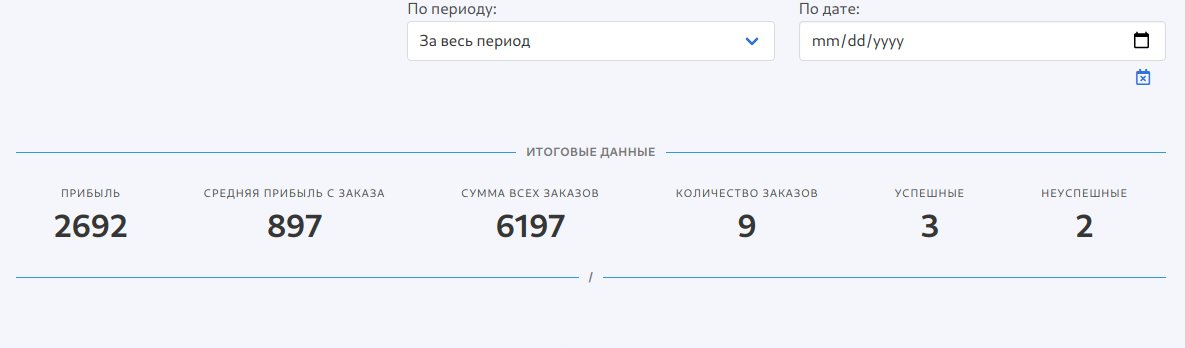 По периоду: По дате:
За весь период mm/dd/yyyy
ИТОГОВЫЕ ДАННЫЕ
ПРИБЫЛЬ СРЕДНЯЯ ПРИБЫЛЬ С ЗАКАЗА СУММА ВСЕХ ЗАКАЗОВ КОЛИЧЕСТВО ЗАКАЗОВ УСПЕШНЫЕ НЕУСПЕШНЫЕ
2692 897 6197 9 3 2
/